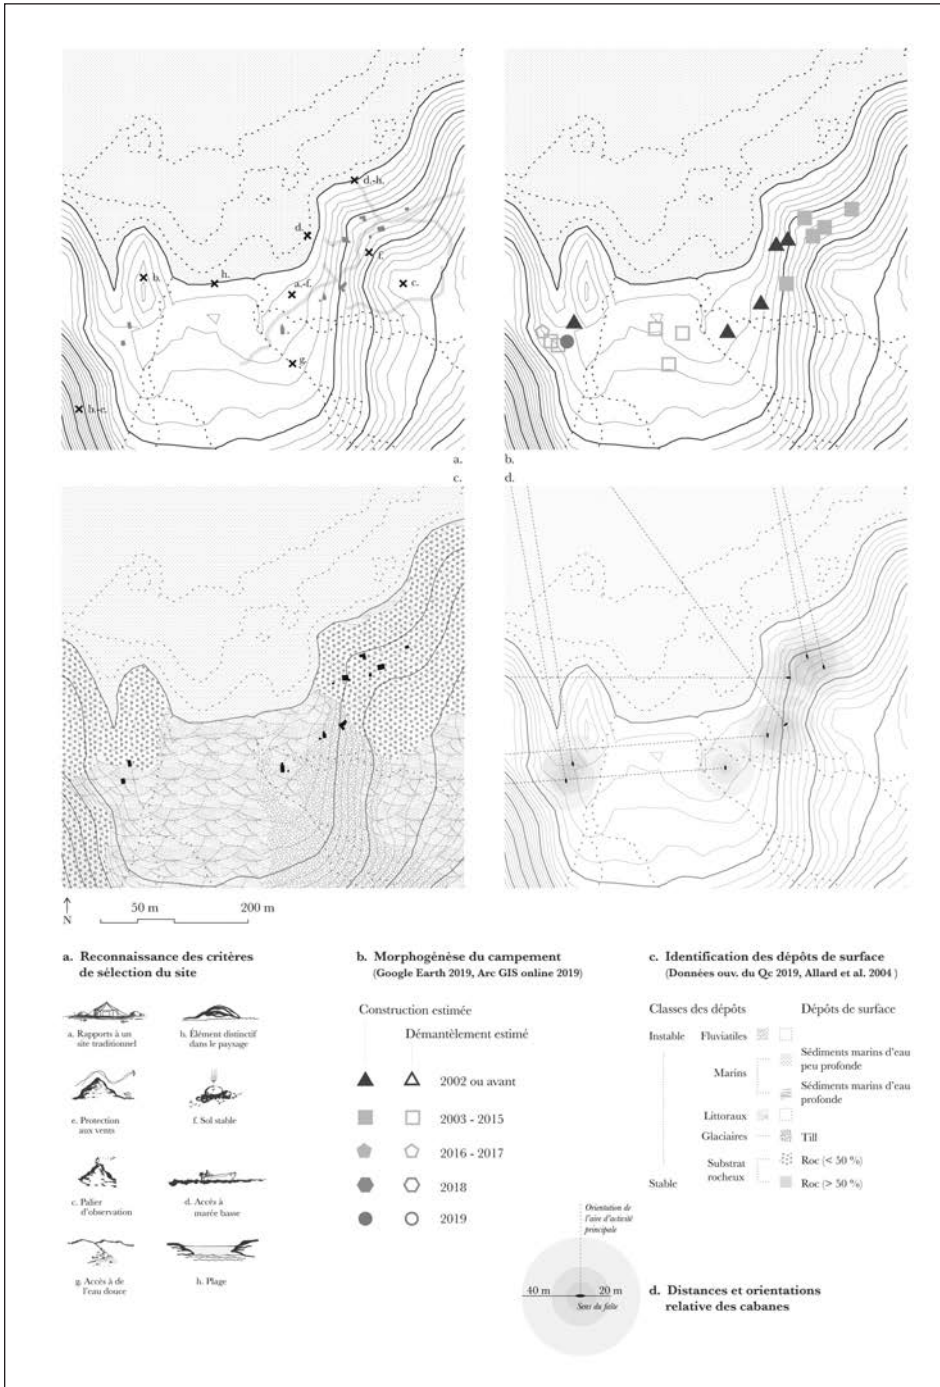 d.-h.
d.
f.
b.
h.
a.-f.
c.
g.
b.-c.
a.
b.
c.
d.
N
50 m
200 m
a. Reconnaissance des critères
de sélection du site
a. Rapports à un
site traditionnel
b. Élément distinctif
dans le paysage
e. Protection
aux vents
f. Sol stable
c. Palier
d'observation
d. Accès à
marée basse
g. Accès à de
l'eau douce
h. Plage
b. Morphogénèse du campement
(Google Earth 2019, Arc GIS online 2019)
Construction estimée
Démantèlement estimé
2002 ou avant
2003 - 2015
2016 - 2017
2018
2019
c. Identification des dépôts de surface
(Données ouv. du Qc 2019, Allard et al. 2004 )
Classes des dépôts
Dépôts de surface
Instable
Fluviatiles
Marins
Sédiments marins d'eau
peu profonde
Sédiments marins d'eau
profonde
Littoraux
Glaciaires
Till
Substrat
rocheux
Roc (< 50 %)
Stable
Roc (> 50 %)
Orientation de
l'aire d'activité
principale
40 m
20 m
Sens du faîte
d. Distances et orientations
relative des cabanes